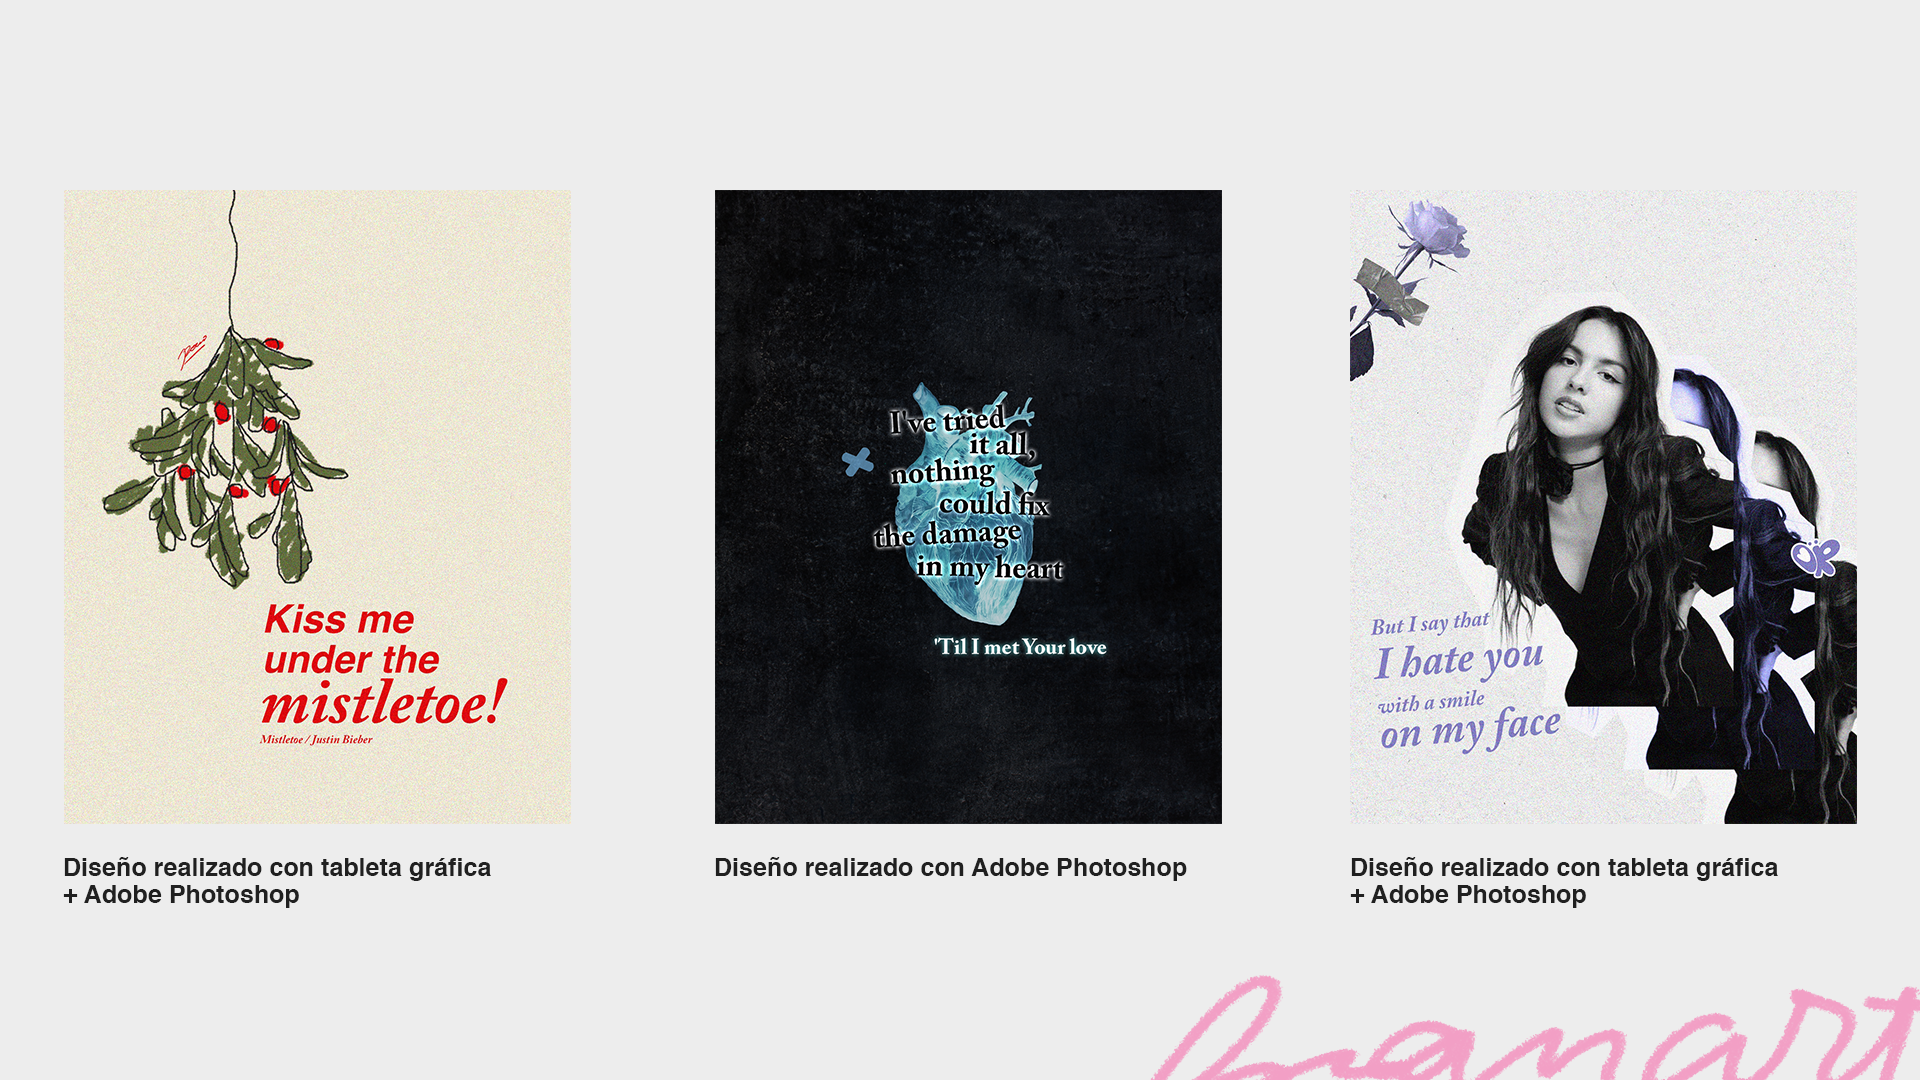 Kiss me
under the
mistletoe!
Mistletoe / Justin Bieber
Diseño realizado con tableta gráfica
+ Adobe Photoshop
I've tried
it all,
nothing
could fix
the damage
in my heart
'Til I met Your love
Diseño realizado con Adobe Photoshop
OR
But I say that
I hate you
with a smile
on my face
Diseño realizado con tableta gráfica
+ Adobe Photoshop